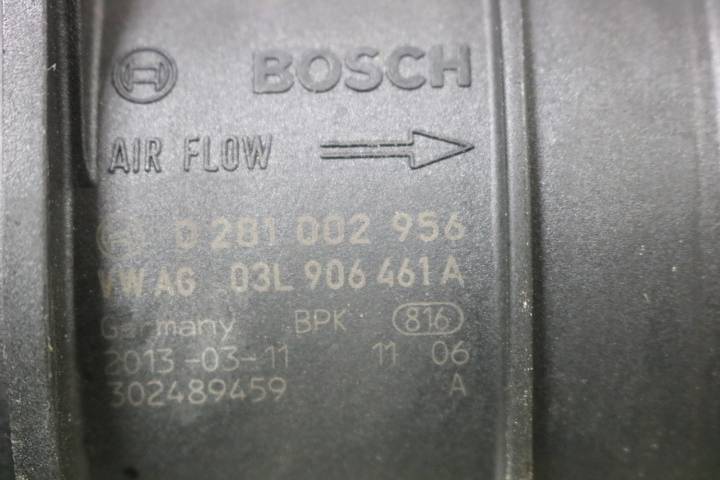 BOSCH
AIR FLOW
D 281 002 956
VW AG 03L 906 461 A
Germany BPK 816
2013-03-11 11 06
302489459 A